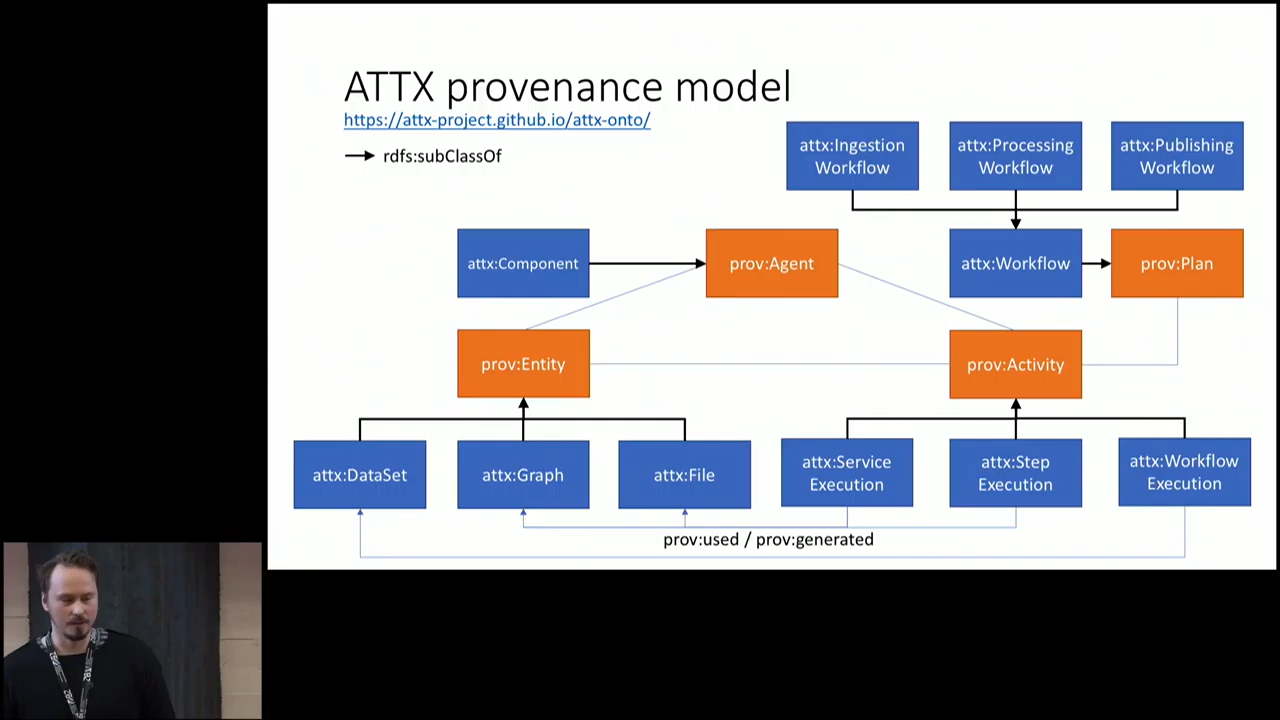 ATTX provenance model
https://attx-project.github.io/attx-onto/
rdfs:subClassOf
attx:Ingestion
Workflow
attx:Processing
Workflow
attx:Publishing
Workflow
attx:Component
prov:Agent
attx:Workflow
prov:Plan
prov:Entity
prov:Activity
attx:DataSet
attx:Graph
attx:File
attx:Service
Execution
attx:Step
Execution
attx:Workflow
Execution
prov:used / prov:generated